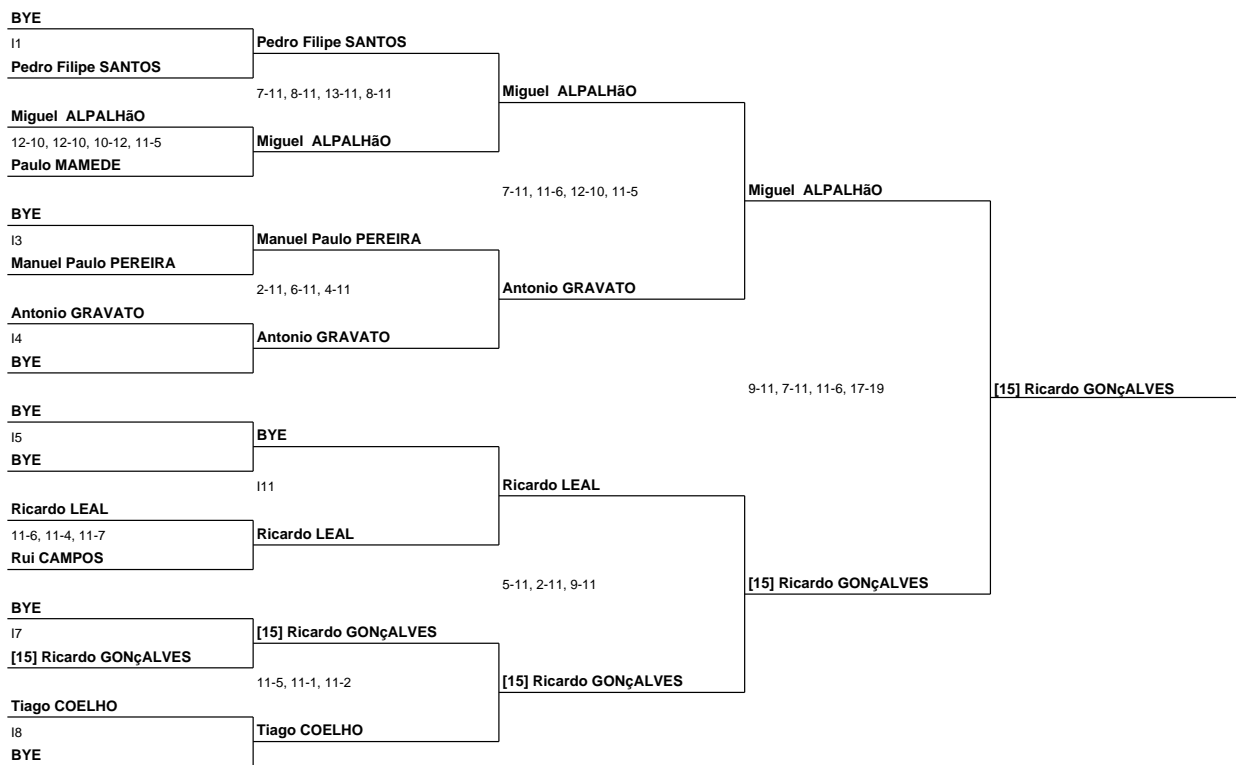 BYE
I1
Pedro Filipe SANTOS
Pedro Filipe SANTOS
7-11, 8-11, 13-11, 8-11
Miguel ALPALHãO
Miguel ALPALHãO
12-10, 12-10, 10-12, 11-5
Miguel ALPALHãO
Paulo MAMEDE
7-11, 11-6, 12-10, 11-5
Miguel ALPALHãO
BYE
I3
Manuel Paulo PEREIRA
Manuel Paulo PEREIRA
2-11, 6-11, 4-11
Antonio GRAVATO
Antonio GRAVATO
I4
Antonio GRAVATO
BYE
9-11, 7-11, 11-6, 17-19
[15] Ricardo GONçALVES
BYE
I5
BYE
BYE
I11
Ricardo LEAL
Ricardo LEAL
11-6, 11-4, 11-7
Ricardo LEAL
Rui CAMPOS
5-11, 2-11, 9-11
[15] Ricardo GONçALVES
BYE
I7
[15] Ricardo GONçALVES
[15] Ricardo GONçALVES
11-5, 11-1, 11-2
[15] Ricardo GONçALVES
Tiago COELHO
I8
Tiago COELHO
BYE